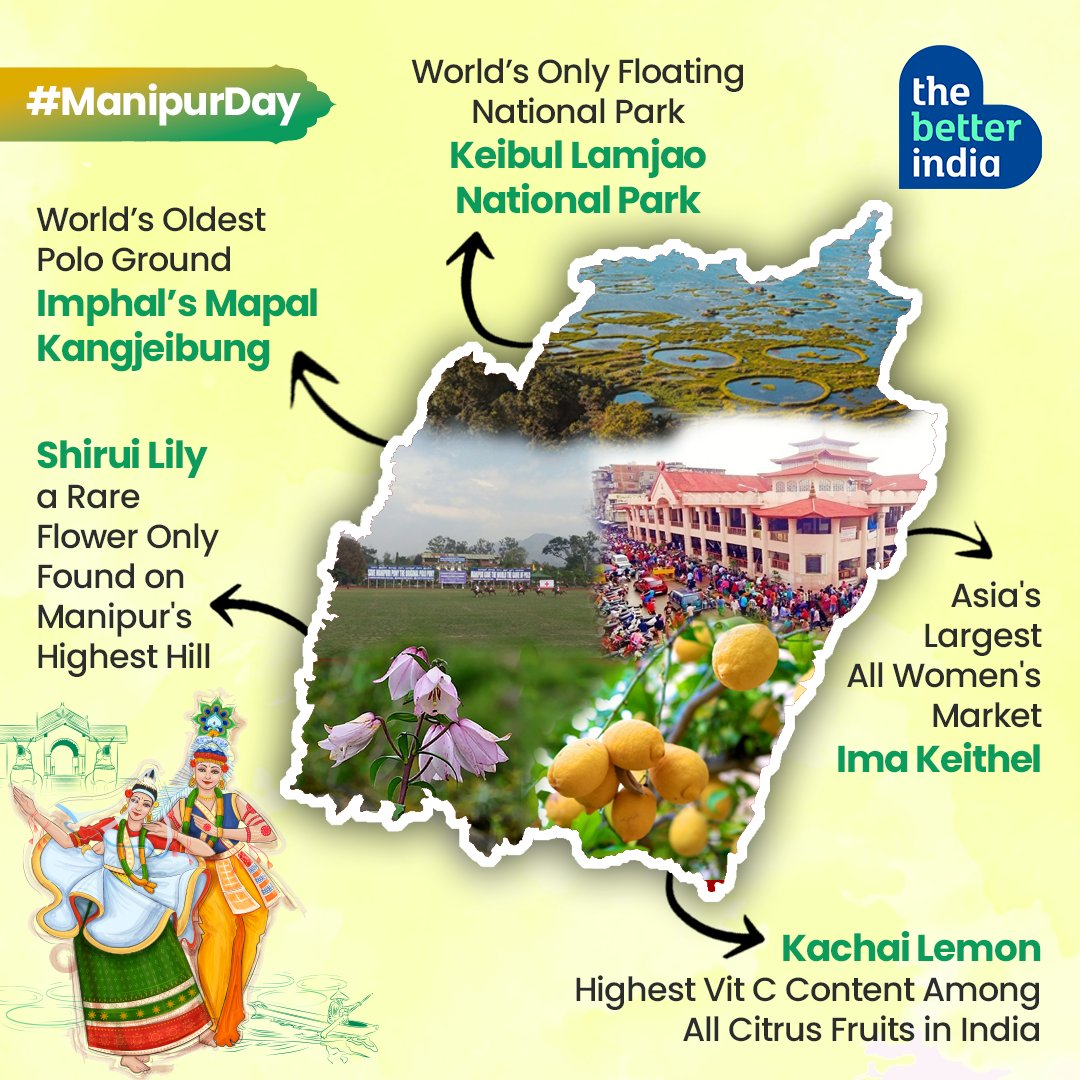 #ManipurDay
World’s Only Floating
National Park
Keibul Lamjao
National Park
the
better
india
World’s Oldest
Polo Ground
Imphal’s Mapal
Kangjeibung
Shirui Lily
a Rare
Flower Only
Found on
Manipur's
Highest Hill
Asia's
Largest
All Women's
Market
Ima Keithel
Kachai Lemon
Highest Vit C Content Among
All Citrus Fruits in India